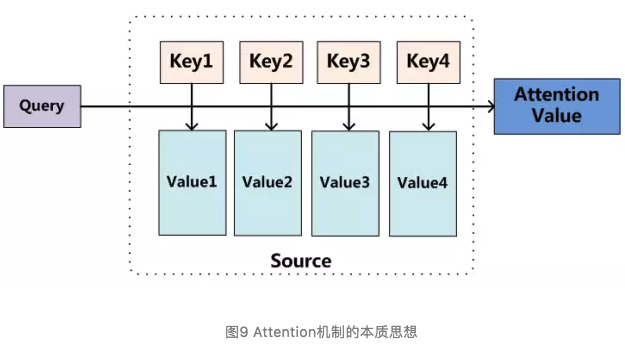 Key1 Key2 Key3 Key4
Query
Attention
Value
Value1 Value2 Value3 Value4
Source
图9 Attention机制的本质思想